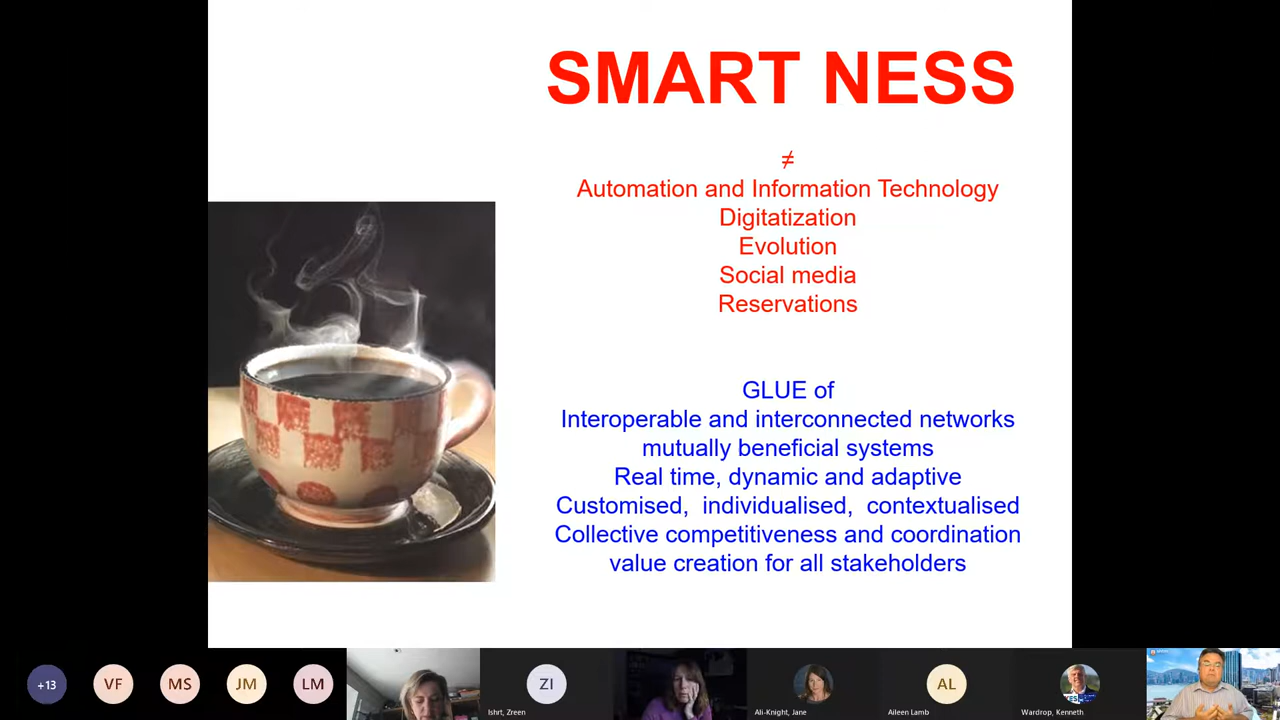 SMART NESS
≠
Automation and Information Technology
Digitatization
Evolution
Social media
Reservations
GLUE of
Interoperable and interconnected networks
mutually beneficial systems
Real time, dynamic and adaptive
Customised, individualised, contextualised
Collective competitiveness and coordination
value creation for all stakeholders
+13
VF
MS
JM
LM
ZI
Ishrt, Zreen
Ali-Knight, Jane
AL
Aileen Lamb
Wardrop, Kenneth